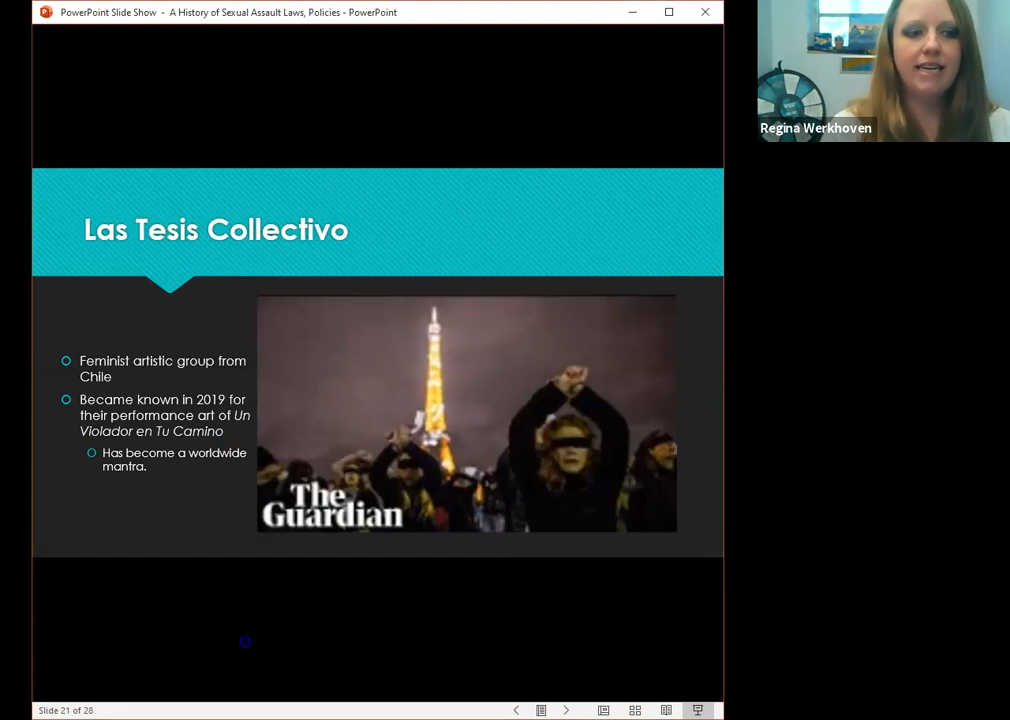 PowerPoint Slide Show - A History of Sexual Assault Laws, Policies - PowerPoint
Regina Werkhoven
Las Tesis Collectivo
Feminist artistic group from
Chile
Became known in 2019 for
their performance art of Un
Violador en Tu Camino
Has become a worldwide
mantra.
The
Guardian
Slide 21 of 28